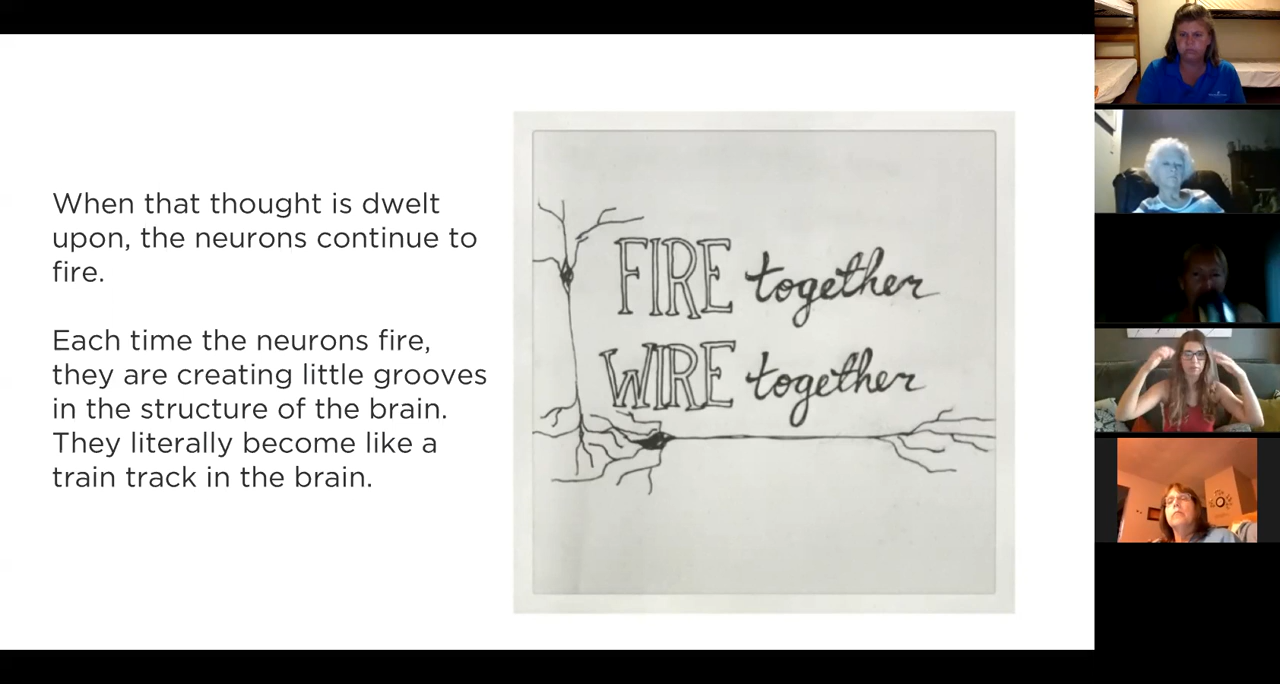 When that thought is dwelt
upon, the neurons continue to
fire.
Each time the neurons fire,
they are creating little grooves
in the structure of the brain.
They literally become like a
train track in the brain.
FIRE together
WIRE together